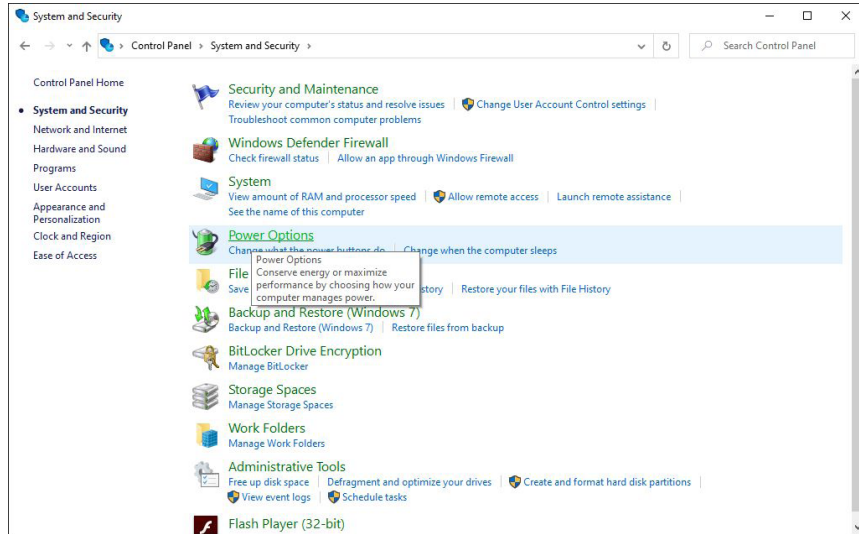 System and Security
Control Panel > System and Security >
Search Control Panel
Control Panel Home
System and Security
Network and Internet
Hardware and Sound
Programs
User Accounts
Appearance and
Personalization
Clock and Region
Ease of Access
Security and Maintenance
Review your computer's status and resolve issues | Change User Account Control settings |
Troubleshoot common computer problems
Windows Defender Firewall
Check firewall status | Allow an app through Windows Firewall
System
View amount of RAM and processor speed | Allow remote access | Launch remote assistance |
See the name of this computer
Power Options
Change what the power buttons do | Change when the computer sleeps
Power Options
Conserve energy or maximize
performance by choosing how your
computer manages power.
File
Save | Restore your files with File History
Backup and Restore (Windows 7)
Backup and Restore (Windows 7) | Restore files from backup
BitLocker Drive Encryption
Manage BitLocker
Storage Spaces
Manage Storage Spaces
Work Folders
Manage Work Folders
Administrative Tools
Free up disk space | Defragment and optimize your drives | Create and format hard disk partitions |
View event logs | Schedule tasks
Flash Player (32-bit)